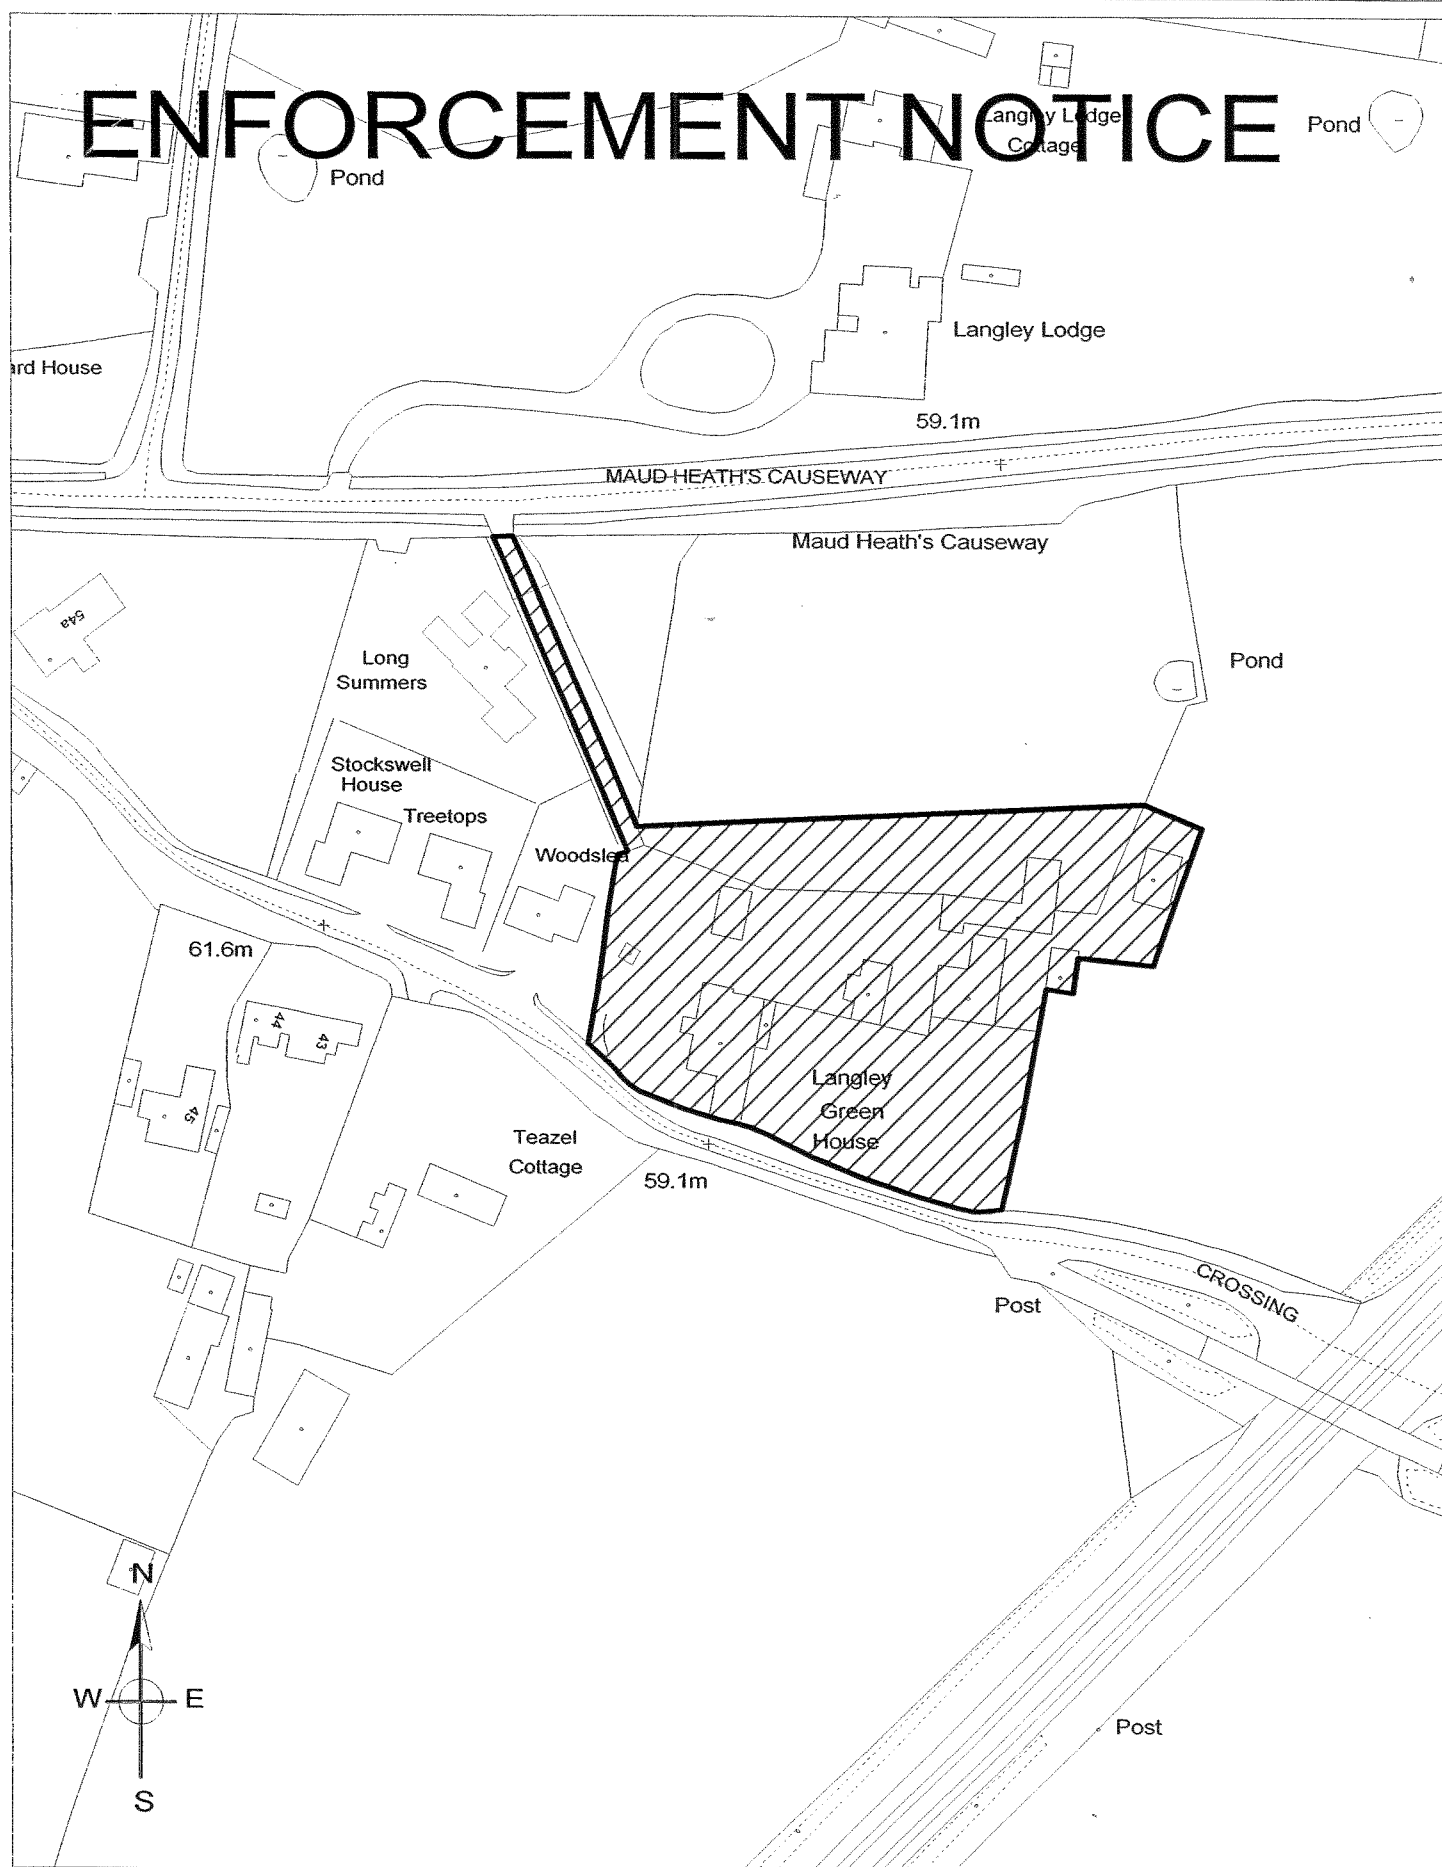 ENFORCEMENT NOTICE
Langley Lodge
Cottage
Pond
Pond
Langley Lodge
ard House
59.1m
MAUD HEATH'S CAUSEWAY
Maud Heath's Causeway
54a
Long
Summers
Pond
Stockswell
House
Treetops
Woodslea
61.6m
44
43
45
Langley
Green
House
Teazel
Cottage
59.1m
CROSSING
Post
N
W E
S
Post